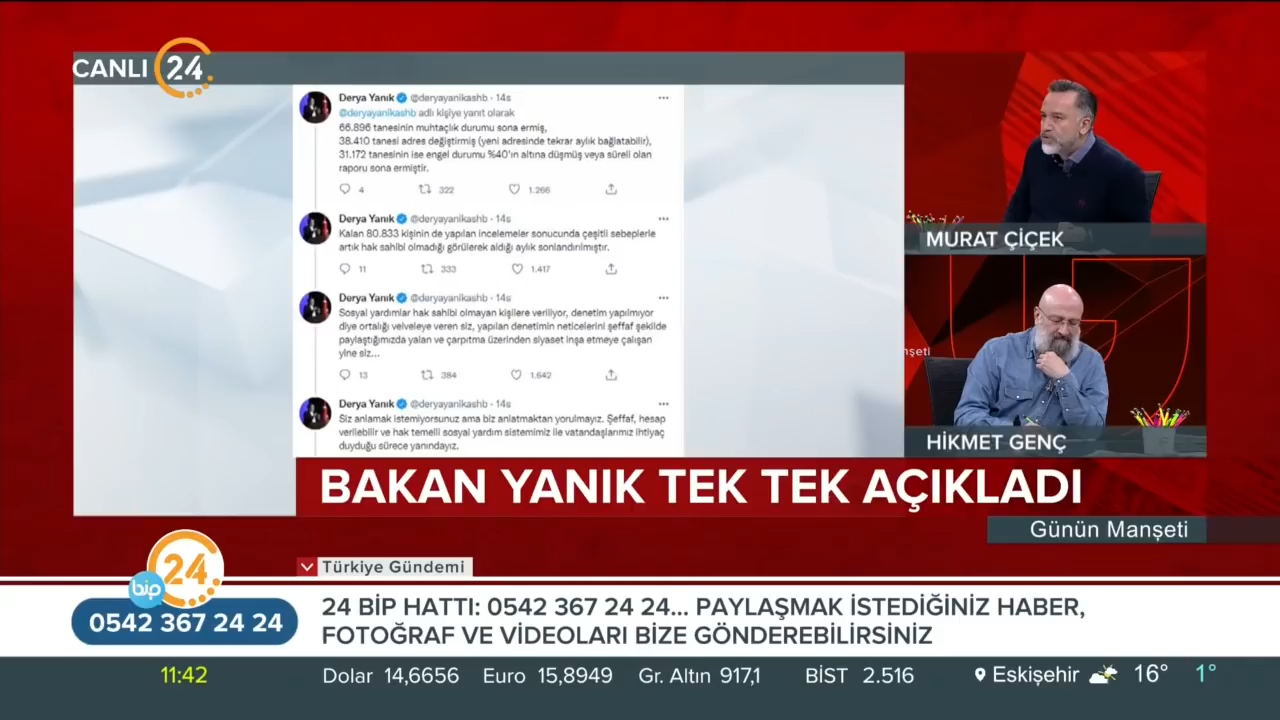 CANLI 24
Derya Yanık @deryayanikashb · 14s
@deryayanikashb adlı kişiye yanıt olarak
66.896 tanesinin muhtaçlık durumu sona ermiş,
38.410 tanesi adres değiştirmiş (yeni adresinde tekrar aylık bağlatabilir),
31.172 tanesinin ise engel durumu %40'ın altına düşmüş veya süreli olan
raporu sona ermiştir.
4 322 1.266
Derya Yanık @deryayanikashb · 14s
Kalan 80.833 kişinin de yapılan incelemeler sonucunda çeşitli sebeplerle
artık hak sahibi olmadığı görülerek aldığı aylık sonlandırılmıştır.
11 333 1.417
Derya Yanık @deryayanikashb · 14s
Sosyal yardımlar hak sahibi olmayan kişilere veriliyor, denetim yapılmıyor
diye ortalığı velveleye veren siz, yapılan denetimin neticelerini şeffaf şekilde
paylaştığımızda yalan ve çarpıtma üzerinden siyaset inşa etmeye çalışan
yine siz...
13 384 1.642
Derya Yanık @deryayanikashb · 14s
Siz anlamak istemiyorsunuz ama biz anlatmaktan yorulmayız. Şeffaf, hesap
verilebilir ve hak temelli sosyal yardım sistemimiz ile vatandaşlarımız ihtiyaç
duyduğu sürece yanındayız.
MURAT ÇİÇEK
nşeti
HİKMET GENÇ
BAKAN YANIK TEK TEK AÇIKLADI
Günün Manşeti
Türkiye Gündemi
24
bip
0542 367 24 24
24 BİP HATTI: 0542 367 24 24... PAYLAŞMAK İSTEDİĞİNİZ HABER,
FOTOĞRAF VE VİDEOLARI BİZE GÖNDEREBİLİRSİNİZ
11:42 Dolar 14,6656 Euro 15,8949 Gr. Altın 917,1 BİST 2.516 Eskişehir 16° 1°